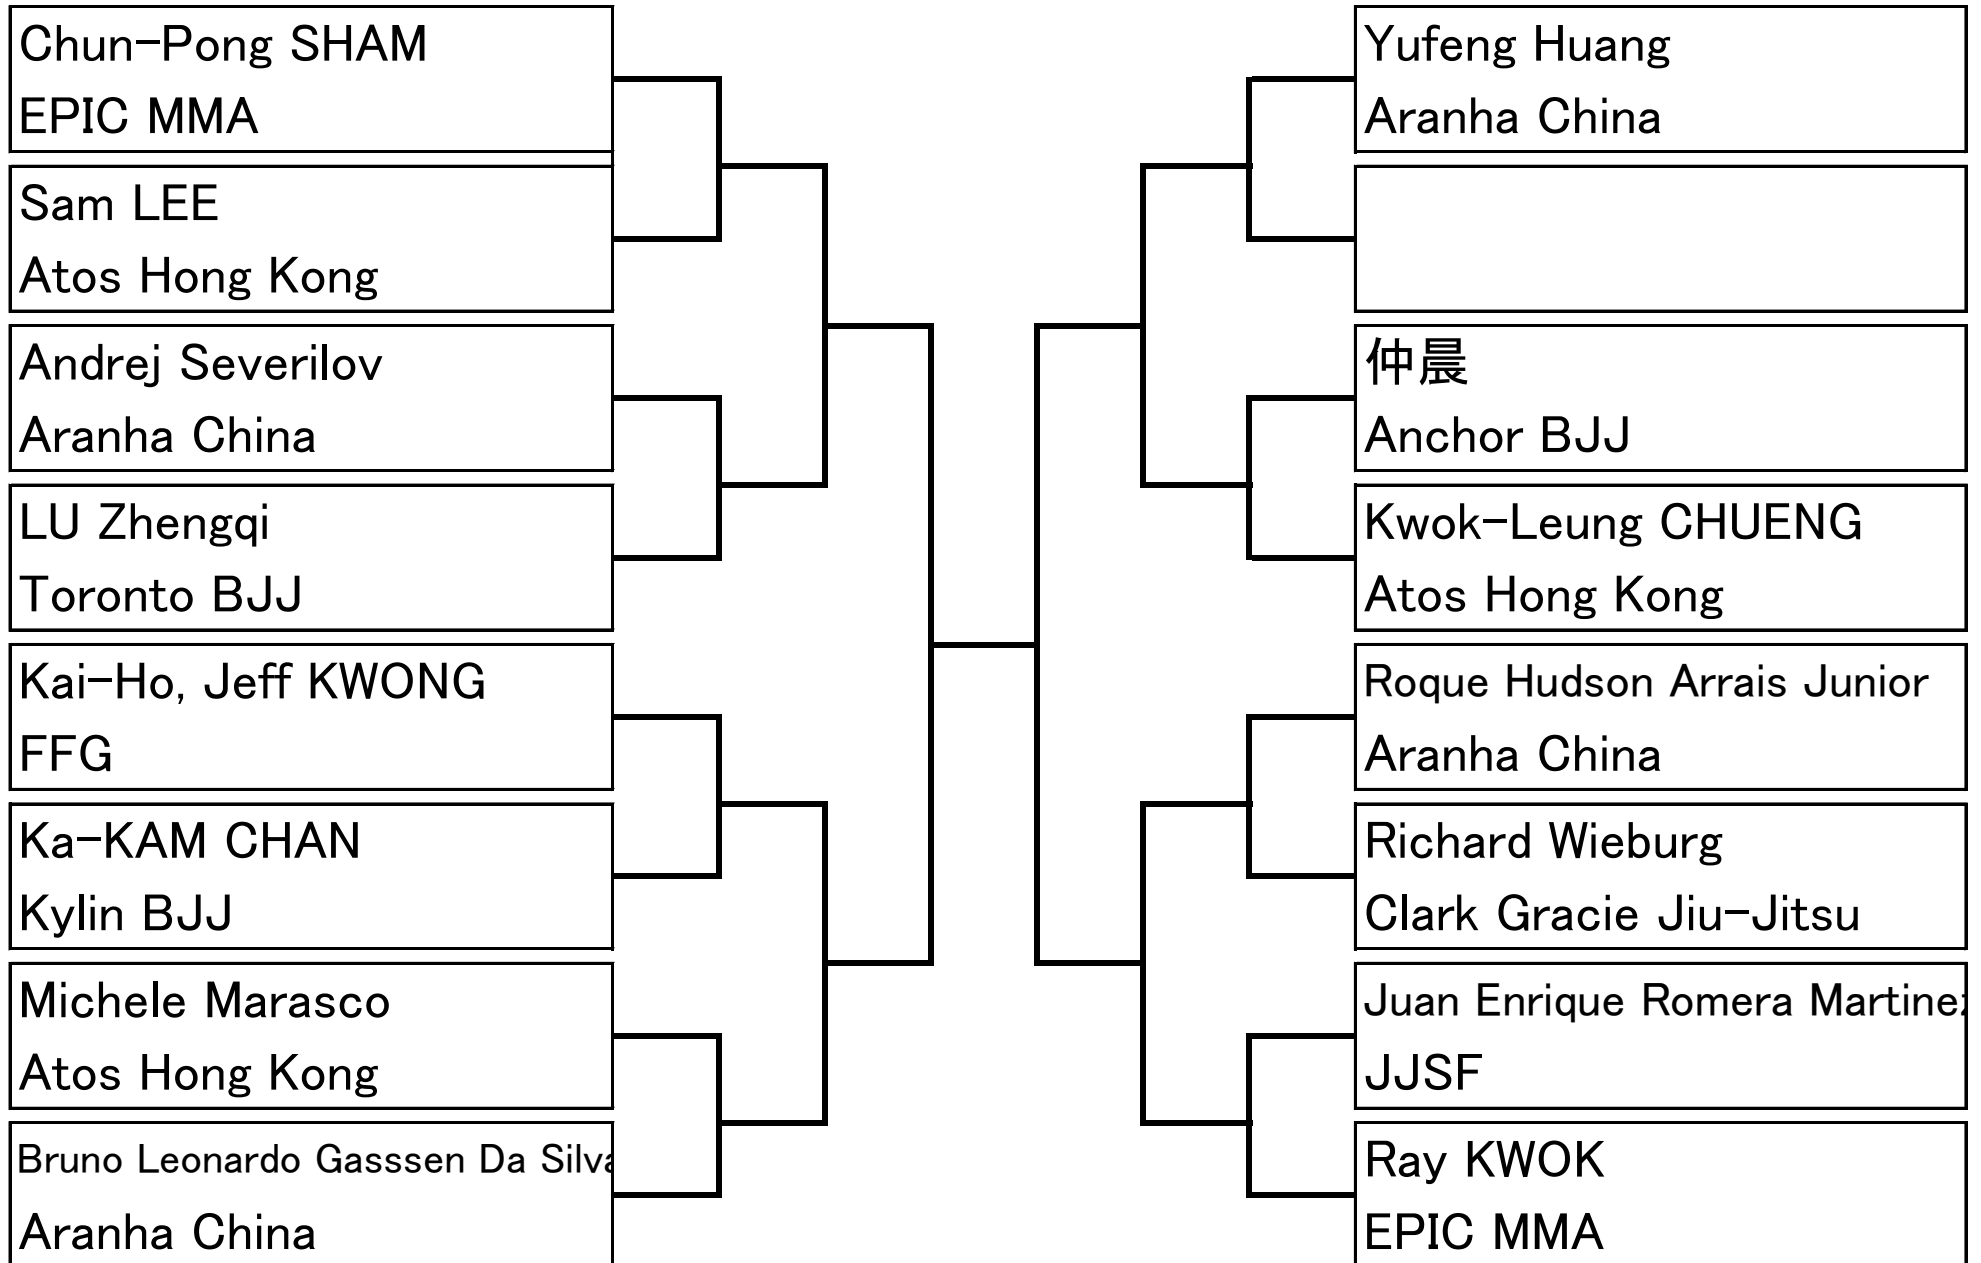 Chun-Pong SHAM
EPIC MMA
Sam LEE
Atos Hong Kong
Andrej Severilov
Aranha China
LU Zhengqi
Toronto BJJ
Kai-Ho, Jeff KWONG
FFG
Ka-KAM CHAN
Kylin BJJ
Michele Marasco
Atos Hong Kong
Bruno Leonardo Gasssen Da Silva
Aranha China
Yufeng Huang
Aranha China
仲晨
Anchor BJJ
Kwok-Leung CHUENG
Atos Hong Kong
Roque Hudson Arrais Junior
Aranha China
Richard Wieburg
Clark Gracie Jiu-Jitsu
Juan Enrique Romera Martinez
JJSF
Ray KWOK
EPIC MMA